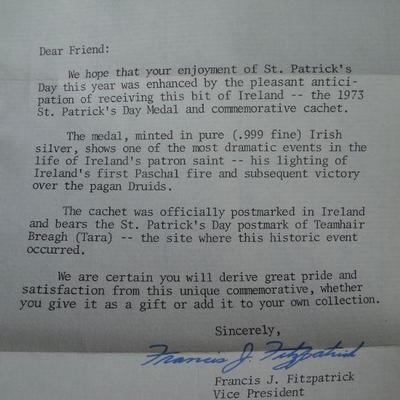 Dear Friend:
We hope that your enjoyment of St. Patrick's
Day this year was enhanced by the pleasant antici-
pation of receiving this bit of Ireland -- the 1973
St. Patrick's Day Medal and commemorative cachet.
The medal, minted in pure (.999 fine) Irish
silver, shows one of the most dramatic events in the
life of Ireland's patron saint -- his lighting of
Ireland's first Paschal fire and subsequent victory
over the pagan Druids.
The cachet was officially postmarked in Ireland
and bears the St. Patrick's Day postmark of Teamhair
Breagh (Tara) -- the site where this historic event
occurred.
We are certain you will derive great pride and
satisfaction from this unique commemorative, whether
you give it as a gift or add it to your own collection.
Sincerely,
Francis J. Fitzpatrick
Francis J. Fitzpatrick
Vice President